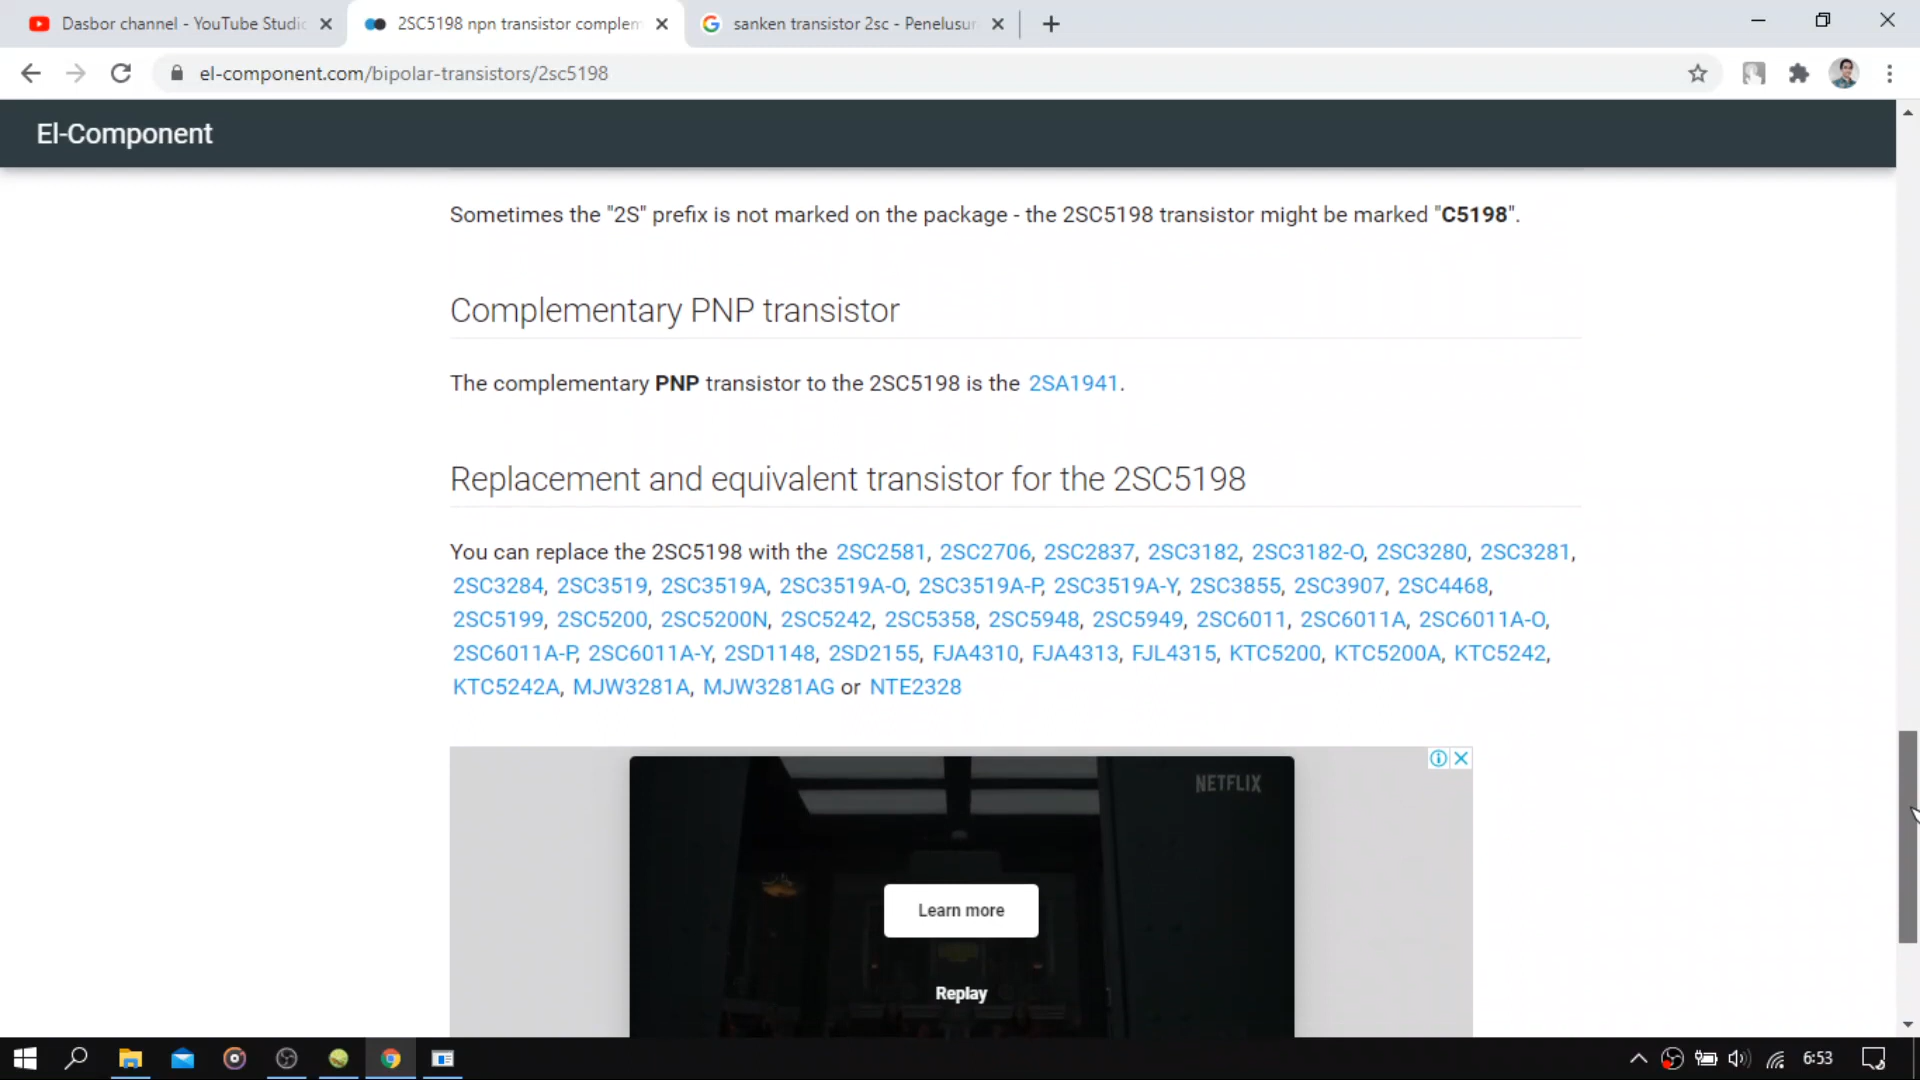 Dasbor channel - YouTube Studio
2SC5198 npn transistor complem
sanken transistor 2sc - Penelusur
el-component.com/bipolar-transistors/2sc5198
El-Component
Sometimes the "2S" prefix is not marked on the package - the 2SC5198 transistor might be marked "C5198".
Complementary PNP transistor
The complementary PNP transistor to the 2SC5198 is the 2SA1941.
Replacement and equivalent transistor for the 2SC5198
You can replace the 2SC5198 with the 2SC2581, 2SC2706, 2SC2837, 2SC3182, 2SC3182-O, 2SC3280, 2SC3281,
2SC3284, 2SC3519, 2SC3519A, 2SC3519A-O, 2SC3519A-P, 2SC3519A-Y, 2SC3855, 2SC3907, 2SC4468,
2SC5199, 2SC5200, 2SC5200N, 2SC5242, 2SC5358, 2SC5948, 2SC5949, 2SC6011, 2SC6011A, 2SC6011A-O,
2SC6011A-P, 2SC6011A-Y, 2SD1148, 2SD2155, FJA4310, FJA4313, FJL4315, KTC5200, KTC5200A, KTC5242,
KTC5242A, MJW3281A, MJW3281AG or NTE2328
NETFLIX
Learn more
Replay
6:53